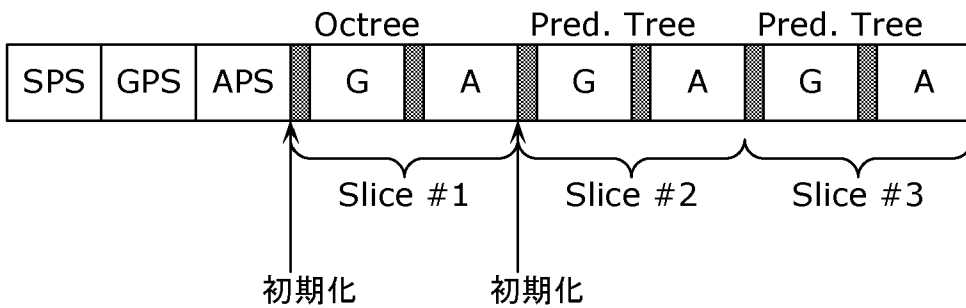 Octree Pred. Tree Pred. Tree
SPS GPS APS G A G A G A
Slice #1 Slice #2 Slice #3
初期化 初期化